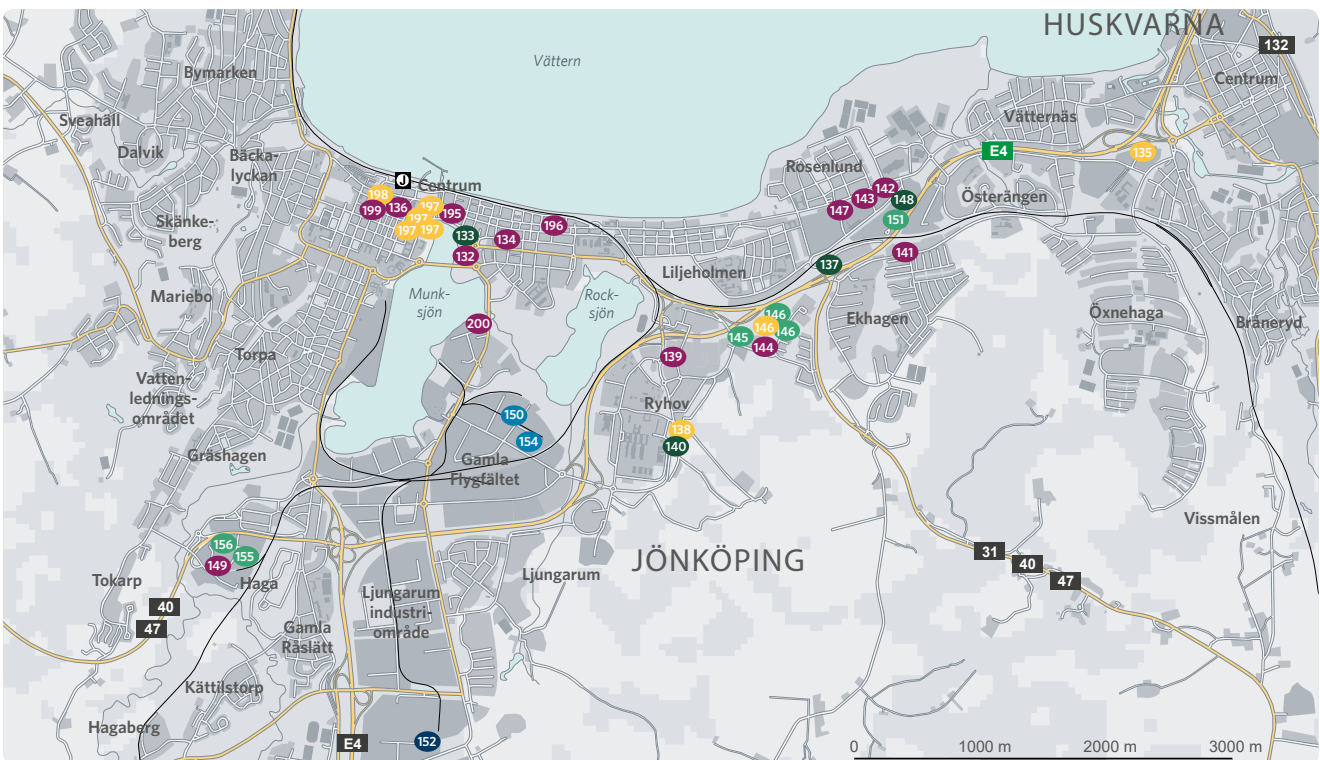 HUSKVARNA
132
Vättern
Bymarken
Centrum
Sveahäll
Vätternäs
Dalvik
Bäcka-
lyckan
E4
135
Rosenlund
J
Centrum
198
199
136
197
197
197
197
195
196
142
143
147
148
151
Österängen
Skänke-
berg
133
134
132
141
137
Liljeholmen
Mariebo
Munk-
sjön
Rock-
sjön
200
146
146
146
145
144
Ekhagen
Öxnehaga
Bråneryd
Torpa
139
Vatten-
lednings-
området
Ryhov
150
154
138
140
Gräshagen
Gamla
Flygfältet
Vissmålen
156
155
149
Haga
JÖNKÖPING
31
40
47
Tokarp
Ljungarum
40
47
Ljungarum
industri-
område
Gamla
Råslätt
Kättilstorp
Hagaberg
E4
152
0 1000 m 2000 m 3000 m